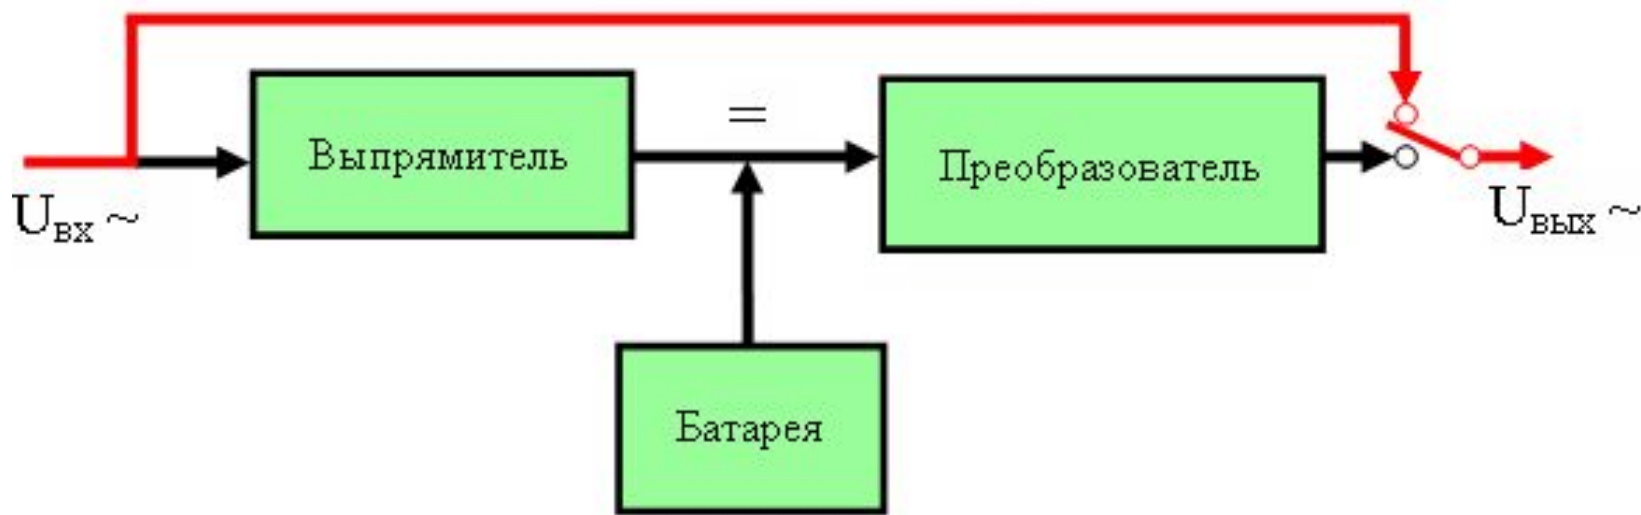 Выпрямитель
=
Преобразователь
Uвх ~
Uвых ~
Батарея